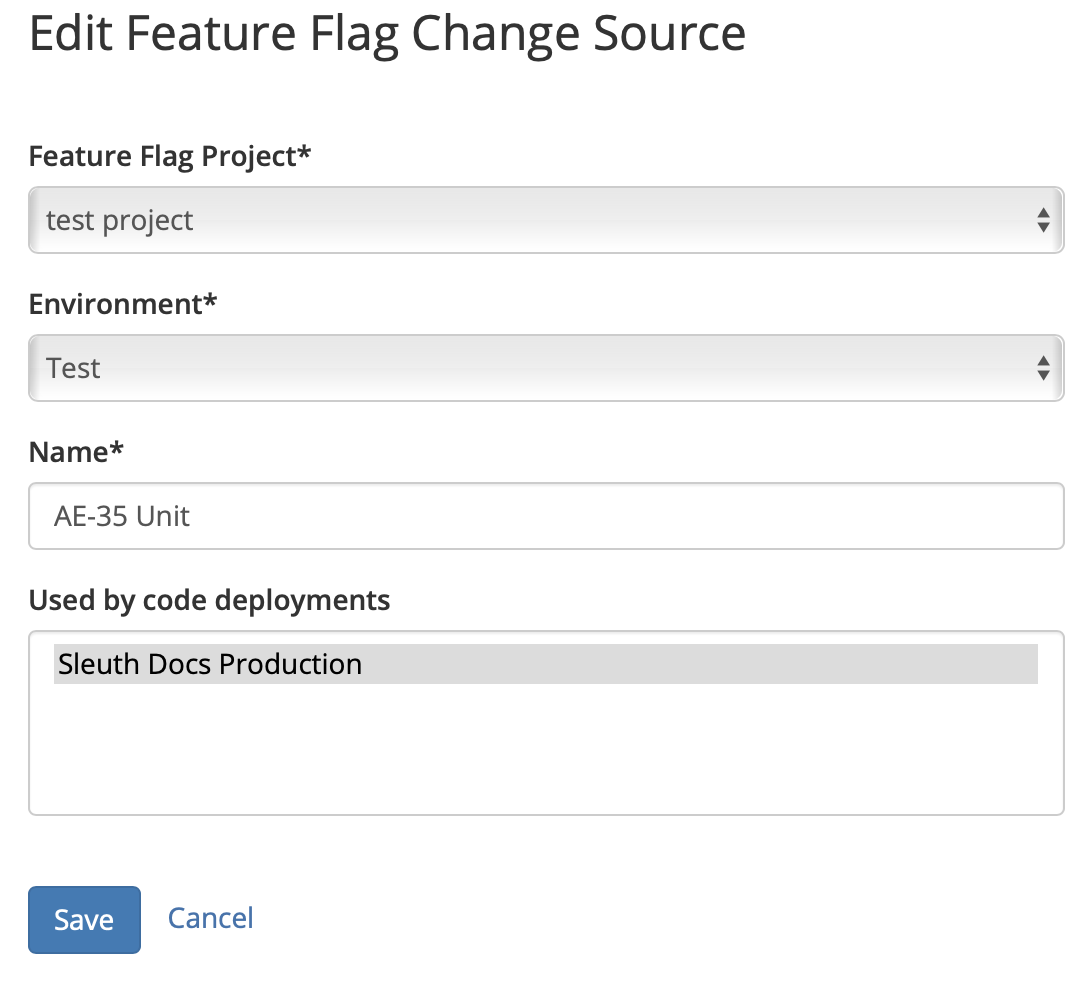 Edit Feature Flag Change Source
Feature Flag Project*
test project
Environment*
Test
Name*
AE-35 Unit
Used by code deployments
Sleuth Docs Production
Save Cancel